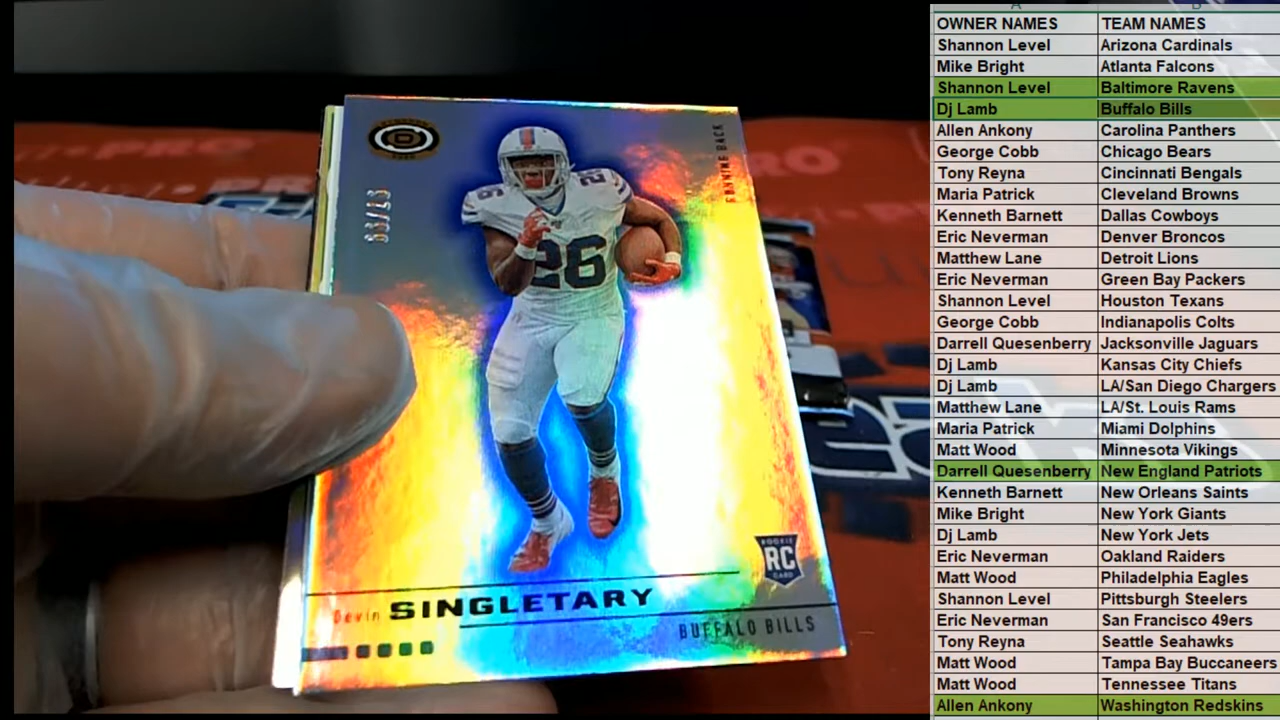 A
B
OWNER NAMES TEAM NAMES
Shannon Level Arizona Cardinals
Mike Bright Atlanta Falcons
Shannon Level Baltimore Ravens
Dj Lamb Buffalo Bills
Allen Ankony Carolina Panthers
George Cobb Chicago Bears
Tony Reyna Cincinnati Bengals
Maria Patrick Cleveland Browns
Kenneth Barnett Dallas Cowboys
Eric Neverman Denver Broncos
Matthew Lane Detroit Lions
Eric Neverman Green Bay Packers
Shannon Level Houston Texans
George Cobb Indianapolis Colts
Darrell Quesenberry Jacksonville Jaguars
Dj Lamb Kansas City Chiefs
Dj Lamb LA/San Diego Chargers
Matthew Lane LA/St. Louis Rams
Maria Patrick Miami Dolphins
Matt Wood Minnesota Vikings
Darrell Quesenberry New England Patriots
Kenneth Barnett New Orleans Saints
Mike Bright New York Giants
Dj Lamb New York Jets
Eric Neverman Oakland Raiders
Matt Wood Philadelphia Eagles
Shannon Level Pittsburgh Steelers
Eric Neverman San Francisco 49ers
Tony Reyna Seattle Seahawks
Matt Wood Tampa Bay Buccaneers
Matt Wood Tennessee Titans
Allen Ankony Washington Redskins
RUNNING BACK
PRO
26
26
26
ROOKIE
RC
CARD
Devin SINGLETARY
BUFFALO BILLS